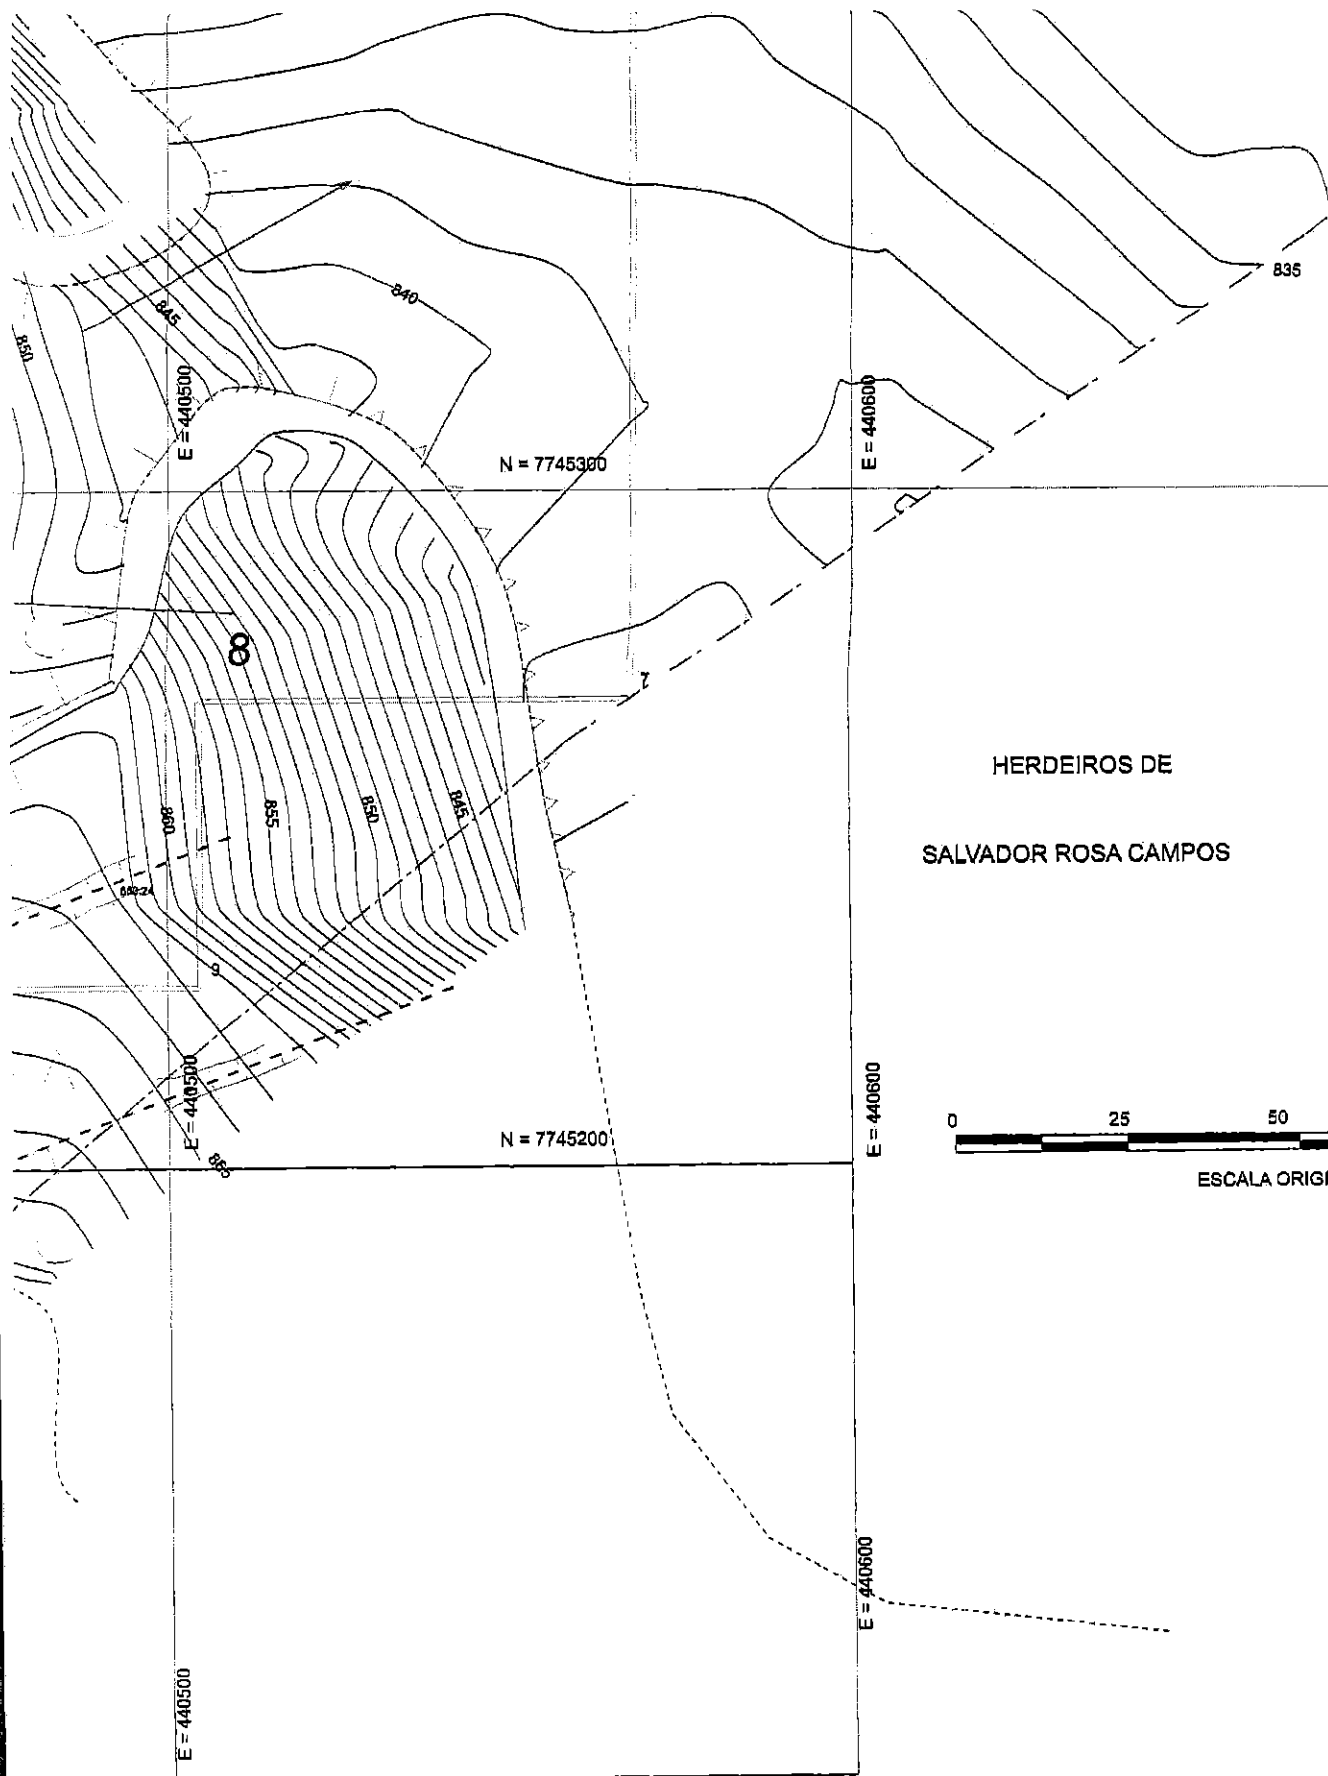 835
840
845
850
E = 440500
E = 440600
N = 7745300
8
HERDEIROS DE
SALVADOR ROSA CAMPOS
860
855
850
845
9
E = 440500
E = 440600
N = 7745200
865
0 25 50
ESCALA ORIGI
E = 440600
E = 440500